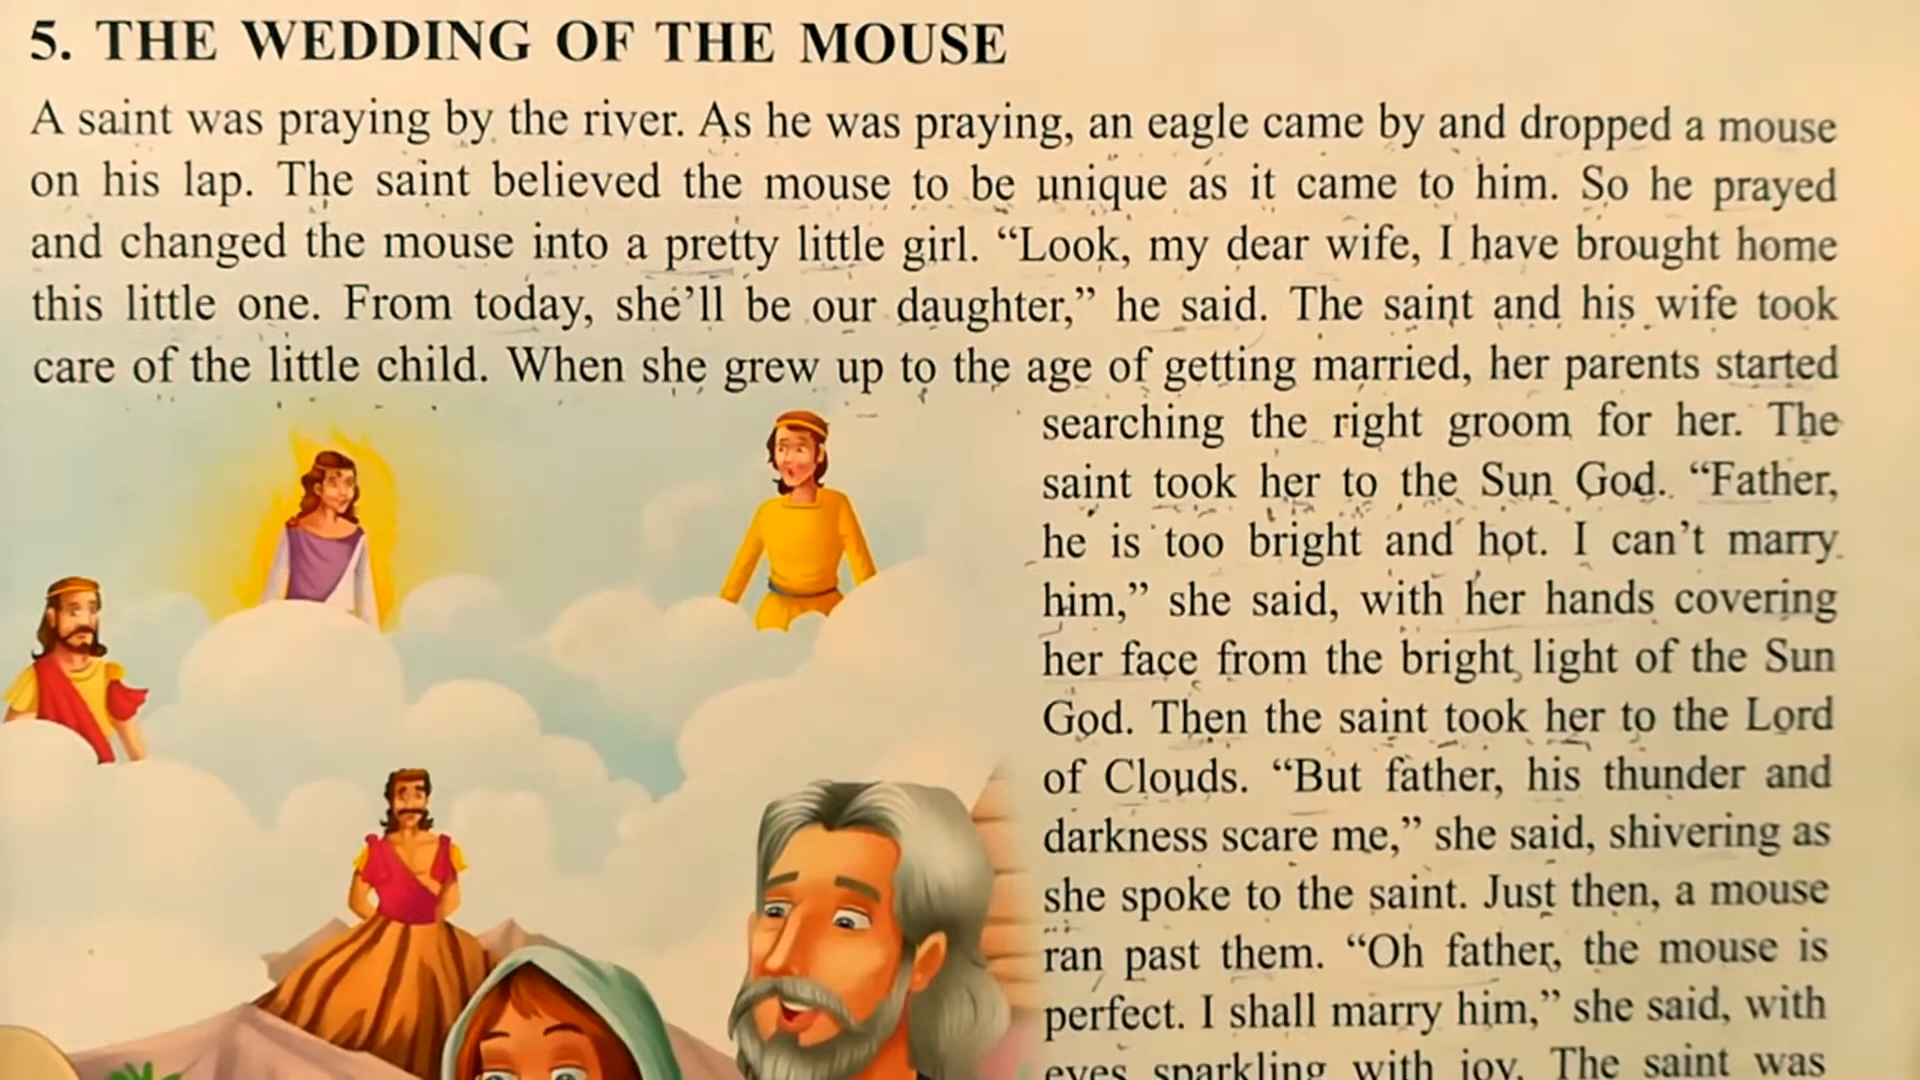 5. THE WEDDING OF THE MOUSE
A saint was praying by the river. As he was praying, an eagle came by and dropped a mouse
on his lap. The saint believed the mouse to be unique as it came to him. So he prayed
and changed the mouse into a pretty little girl. “Look, my dear wife, I have brought home
this little one. From today, she’ll be our daughter,” he said. The saint and his wife took
care of the little child. When she grew up to the age of getting married, her parents started
searching the right groom for her. The
saint took her to the Sun God. “Father,
he is too bright and hot. I can’t marry
him,” she said, with her hands covering
her face from the bright light of the Sun
God. Then the saint took her to the Lord
of Clouds. “But father, his thunder and
darkness scare me,” she said, shivering as
she spoke to the saint. Just then, a mouse
ran past them. “Oh father, the mouse is
perfect. I shall marry him,” she said, with
eyes sparkling with joy. The saint was